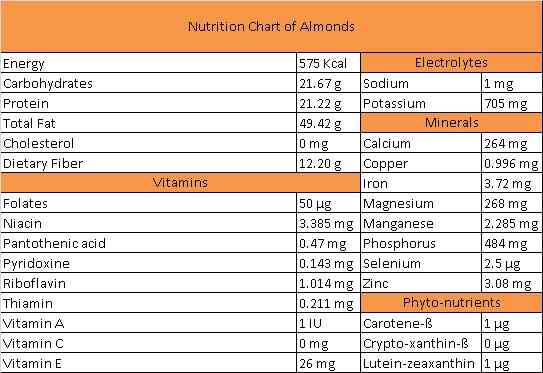 Nutrition Chart of Almonds
Energy 575 Kcal Electrolytes
Carbohydrates 21.67 g Sodium 1 mg
Protein 21.22 g Potassium 705 mg
Total Fat 49.42 g Minerals
Cholesterol 0 mg Calcium 264 mg
Dietary Fiber 12.20 g Copper 0.996 mg
Vitamins Iron 3.72 mg
Folates 50 µg Magnesium 268 mg
Niacin 3.385 mg Manganese 2.285 mg
Pantothenic acid 0.47 mg Phosphorus 484 mg
Pyridoxine 0.143 mg Selenium 2.5 µg
Riboflavin 1.014 mg Zinc 3.08 mg
Thiamin 0.211 mg Phyto-nutrients
Vitamin A 1 IU Carotene-ß 1 µg
Vitamin C 0 mg Crypto-xanthin-ß 0 µg
Vitamin E 26 mg Lutein-zeaxanthin 1 µg